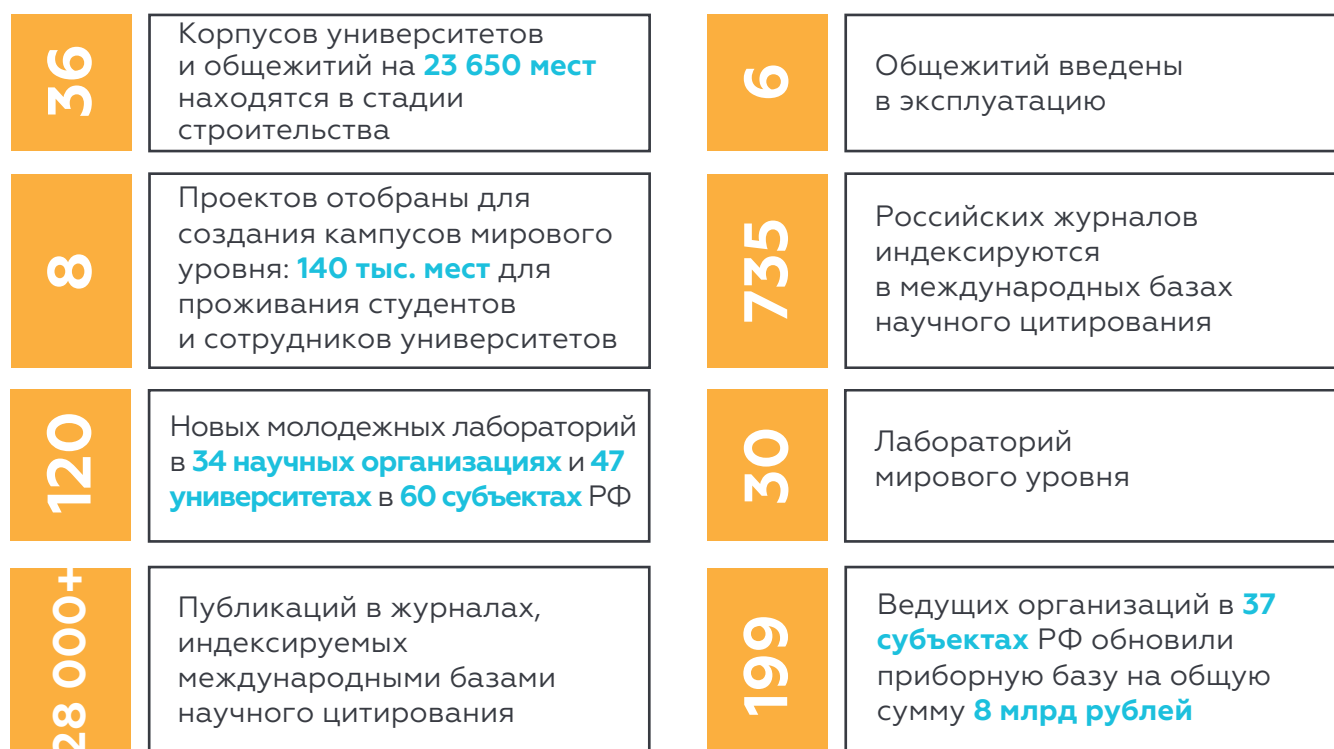 36
Корпусов университетов
и общежитий на 23 650 мест
находятся в стадии
строительства
6
Общежитий введены
в эксплуатацию
8
Проектов отобраны для
создания кампусов мирового
уровня: 140 тыс. мест для
проживания студентов
и сотрудников университетов
735
Российских журналов
индексируются
в международных базах
научного цитирования
120
Новых молодежных лабораторий
в 34 научных организациях и 47
университетах в 60 субъектах РФ
30
Лабораторий
мирового уровня
28 000+
Публикаций в журналах,
индексируемых
международными базами
научного цитирования
199
Ведущих организаций в 37
субъектах РФ обновили
приборную базу на общую
сумму 8 млрд рублей